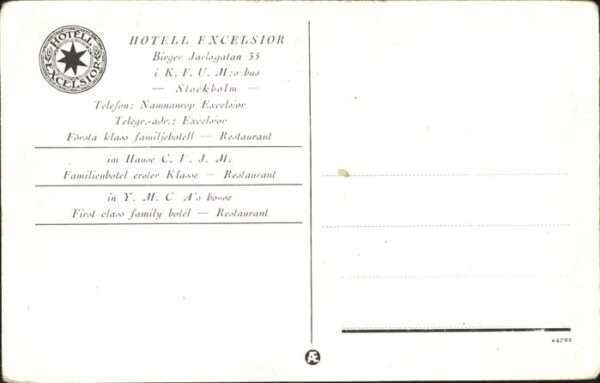 HOTELL EXCELSIOR
HOTELL EXCELSIOR
Birger Jarlsgatan 35
i K. F. U. M:s hus
— Stockholm —
Telefon: Namnanrop Excelsior
Telegr.-adr.: Excelsior
Första klass familjehotell — Restaurant
im Hause C. V. J. M.
Familienhotel erster Klasse — Restaurant
in Y. M. C A's house
First class family hotel — Restaurant
Æ